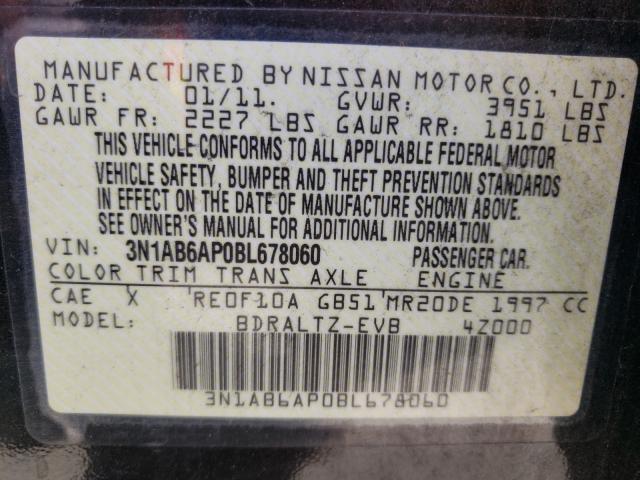 MANUFACTURED BY NISSAN MOTOR CO., LTD.
DATE: 01/11. GVWR: 3951 LBS
GAWR FR: 2227 LBS GAWR RR: 1810 LBS
THIS VEHICLE CONFORMS TO ALL APPLICABLE FEDERAL MOTOR
VEHICLE SAFETY, BUMPER AND THEFT PREVENTION STANDARDS
IN EFFECT ON THE DATE OF MANUFACTURE SHOWN ABOVE.
SEE OWNER'S MANUAL FOR ADDITIONAL INFORMATION.
VIN: 3N1AB6AP0BL678060 PASSENGER CAR.
COLOR TRIM TRANS AXLE ENGINE
CAE X RE0F10A GB51 MR20DE 1997 CC
MODEL: BDRALTZ-EVB 4Z000
3N1AB6AP0BL678060